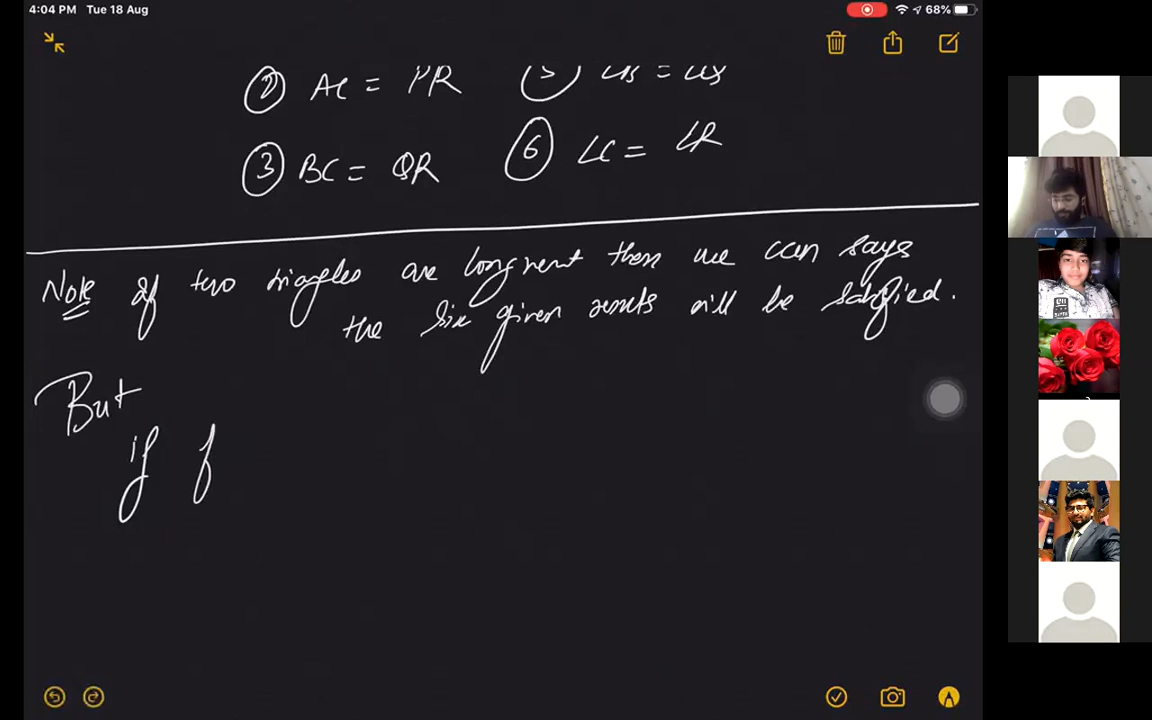 4:04 PM Tue 18 Aug
68%
② AC = PR ⑤ ∠B = ∠Q
③ BC = QR ⑥ ∠C = ∠R
Note If two triangles are congruent then we can says
the six given results will be satisfied.
But
if f